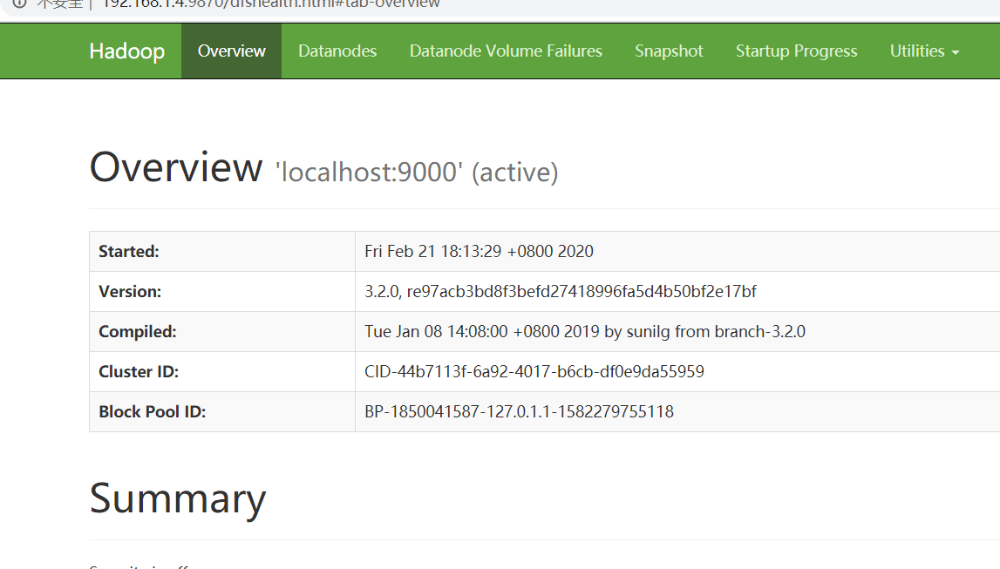 不安全 | 192.168.1.4:9870/dfshealth.html#tab-overview
Hadoop Overview Datanodes Datanode Volume Failures Snapshot Startup Progress Utilities
Overview 'localhost:9000' (active)
Started: Fri Feb 21 18:13:29 +0800 2020
Version: 3.2.0, re97acb3bd8f3befd27418996fa5d4b50bf2e17bf
Compiled: Tue Jan 08 14:08:00 +0800 2019 by sunilg from branch-3.2.0
Cluster ID: CID-44b7113f-6a92-4017-b6cb-df0e9da55959
Block Pool ID: BP-1850041587-127.0.1.1-1582279755118
Summary